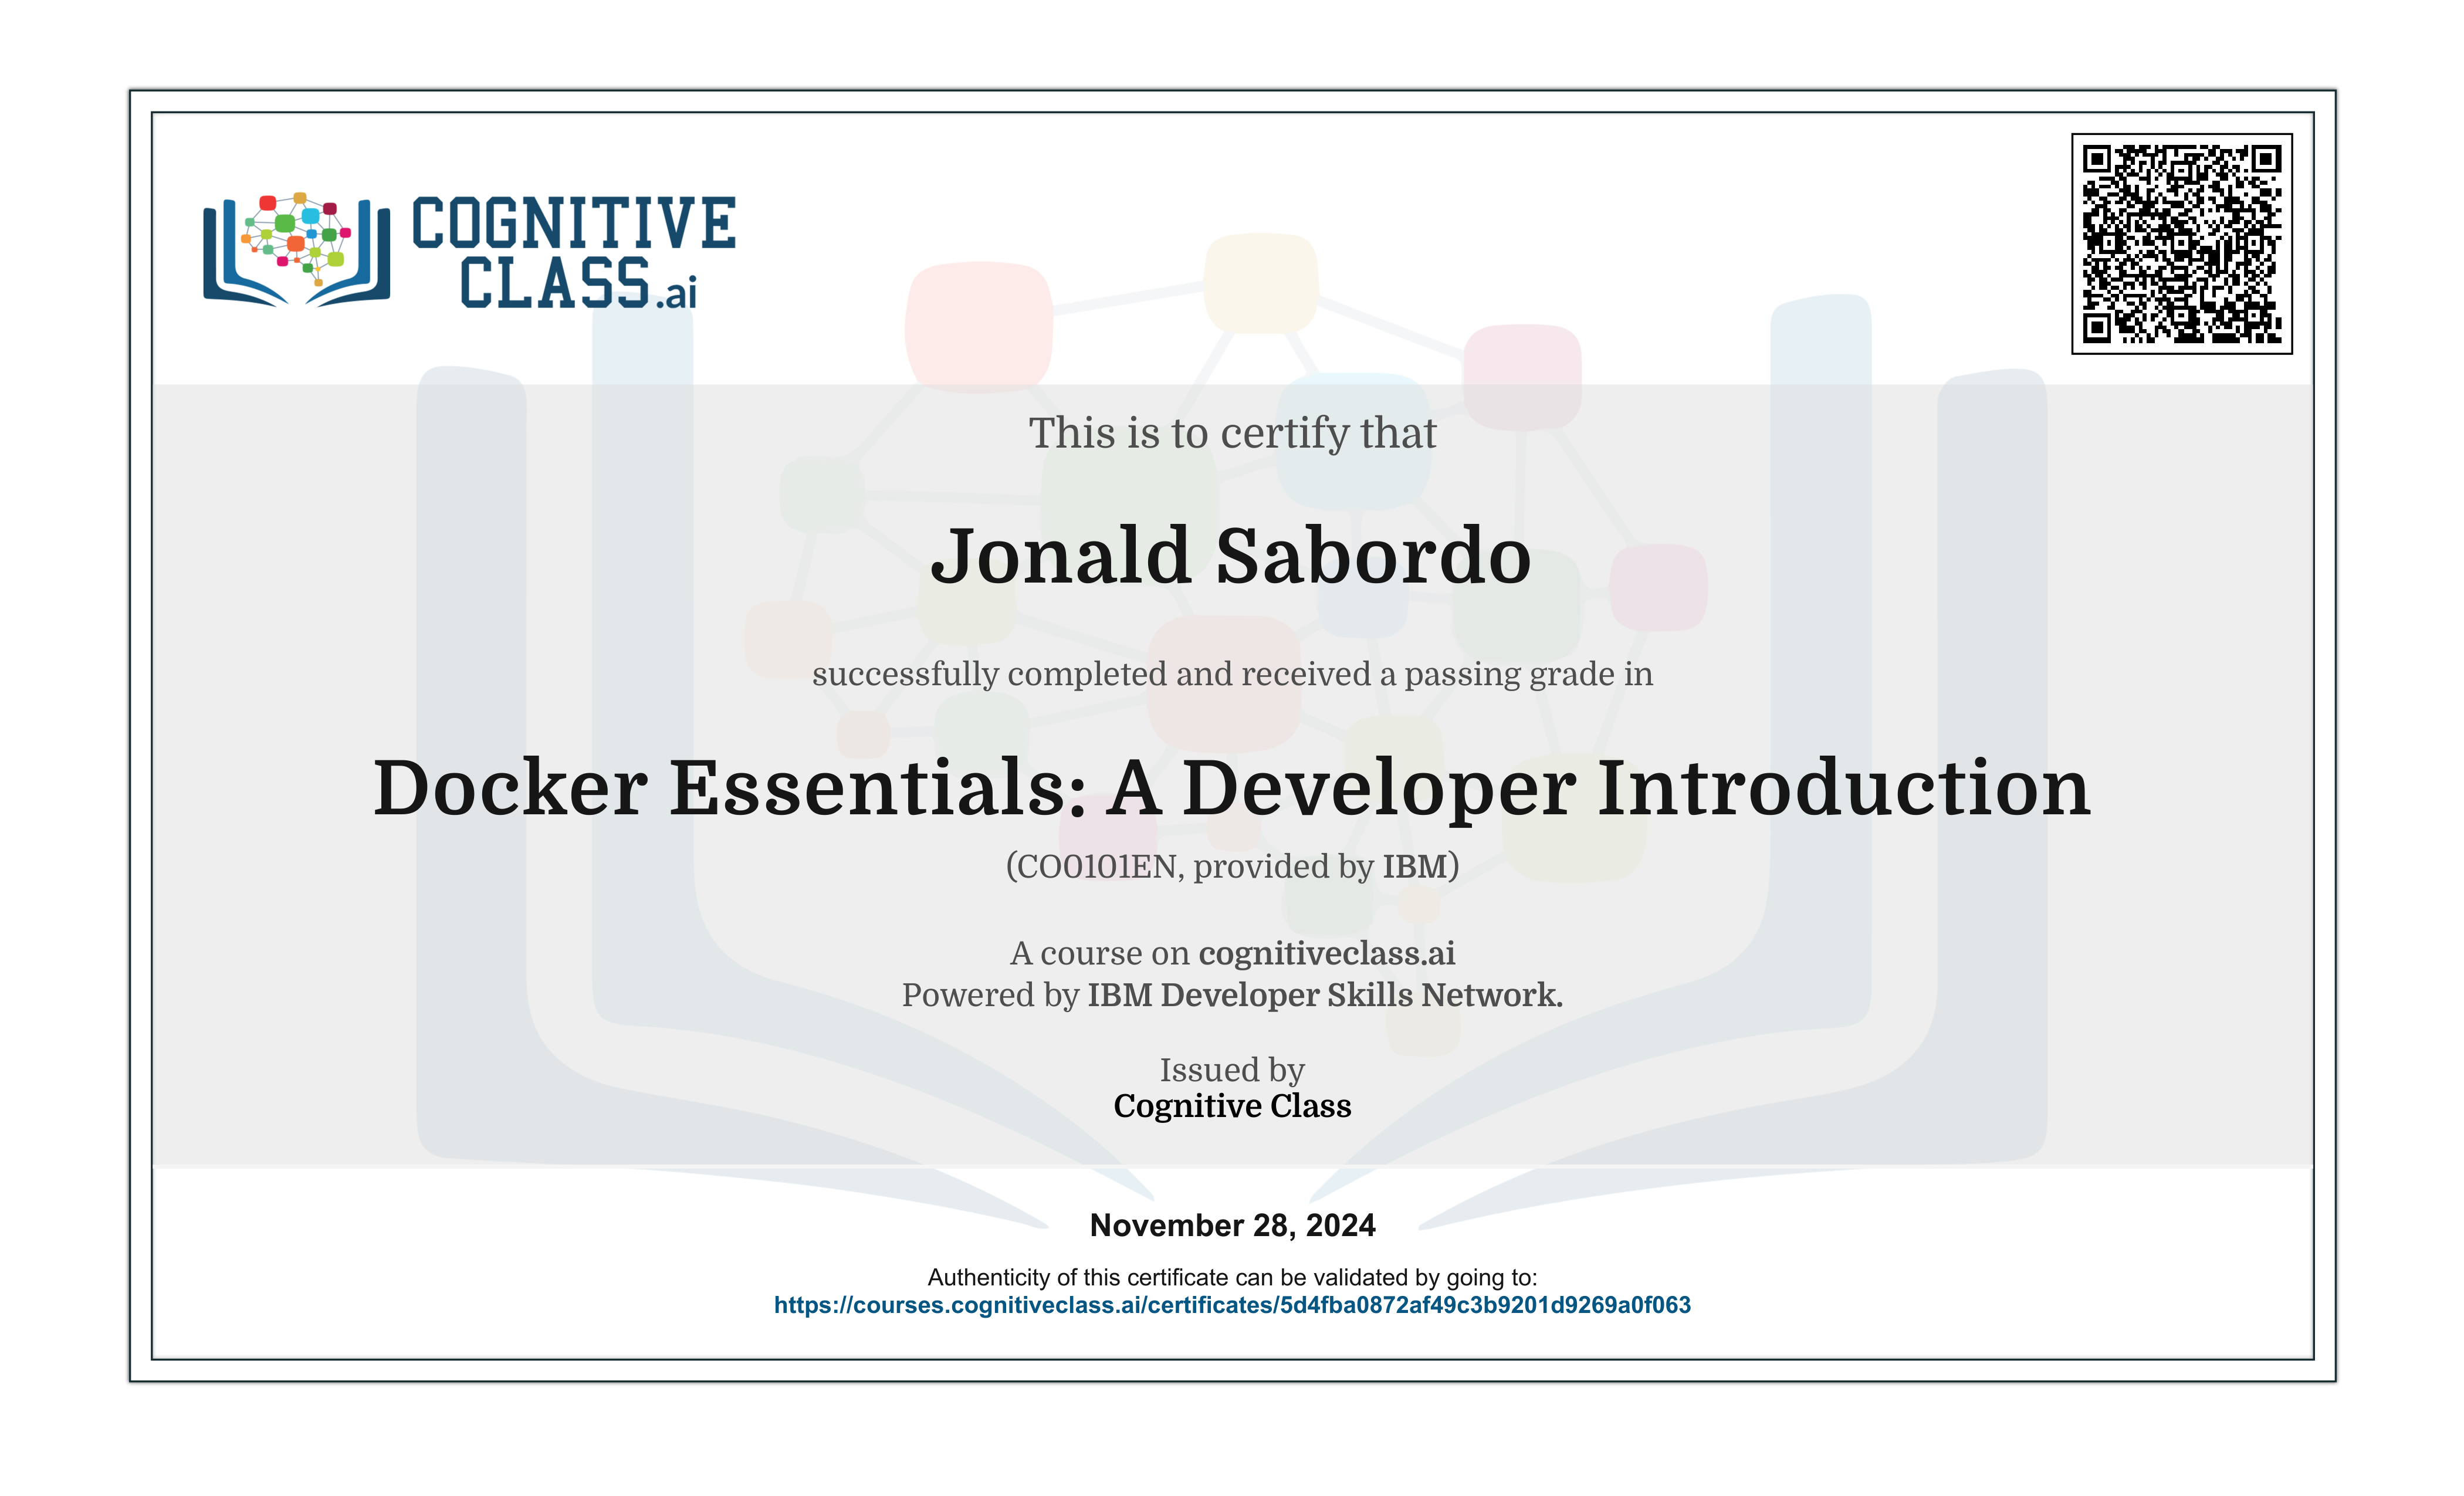 COGNITIVE
CLASS.ai
This is to certify that
Jonald Sabordo
successfully completed and received a passing grade in
Docker Essentials: A Developer Introduction
(CO0101EN, provided by IBM)
A course on cognitiveclass.ai
Powered by IBM Developer Skills Network.
Issued by
Cognitive Class
November 28, 2024
Authenticity of this certificate can be validated by going to:
https://courses.cognitiveclass.ai/certificates/5d4fba0872af49c3b9201d9269a0f063